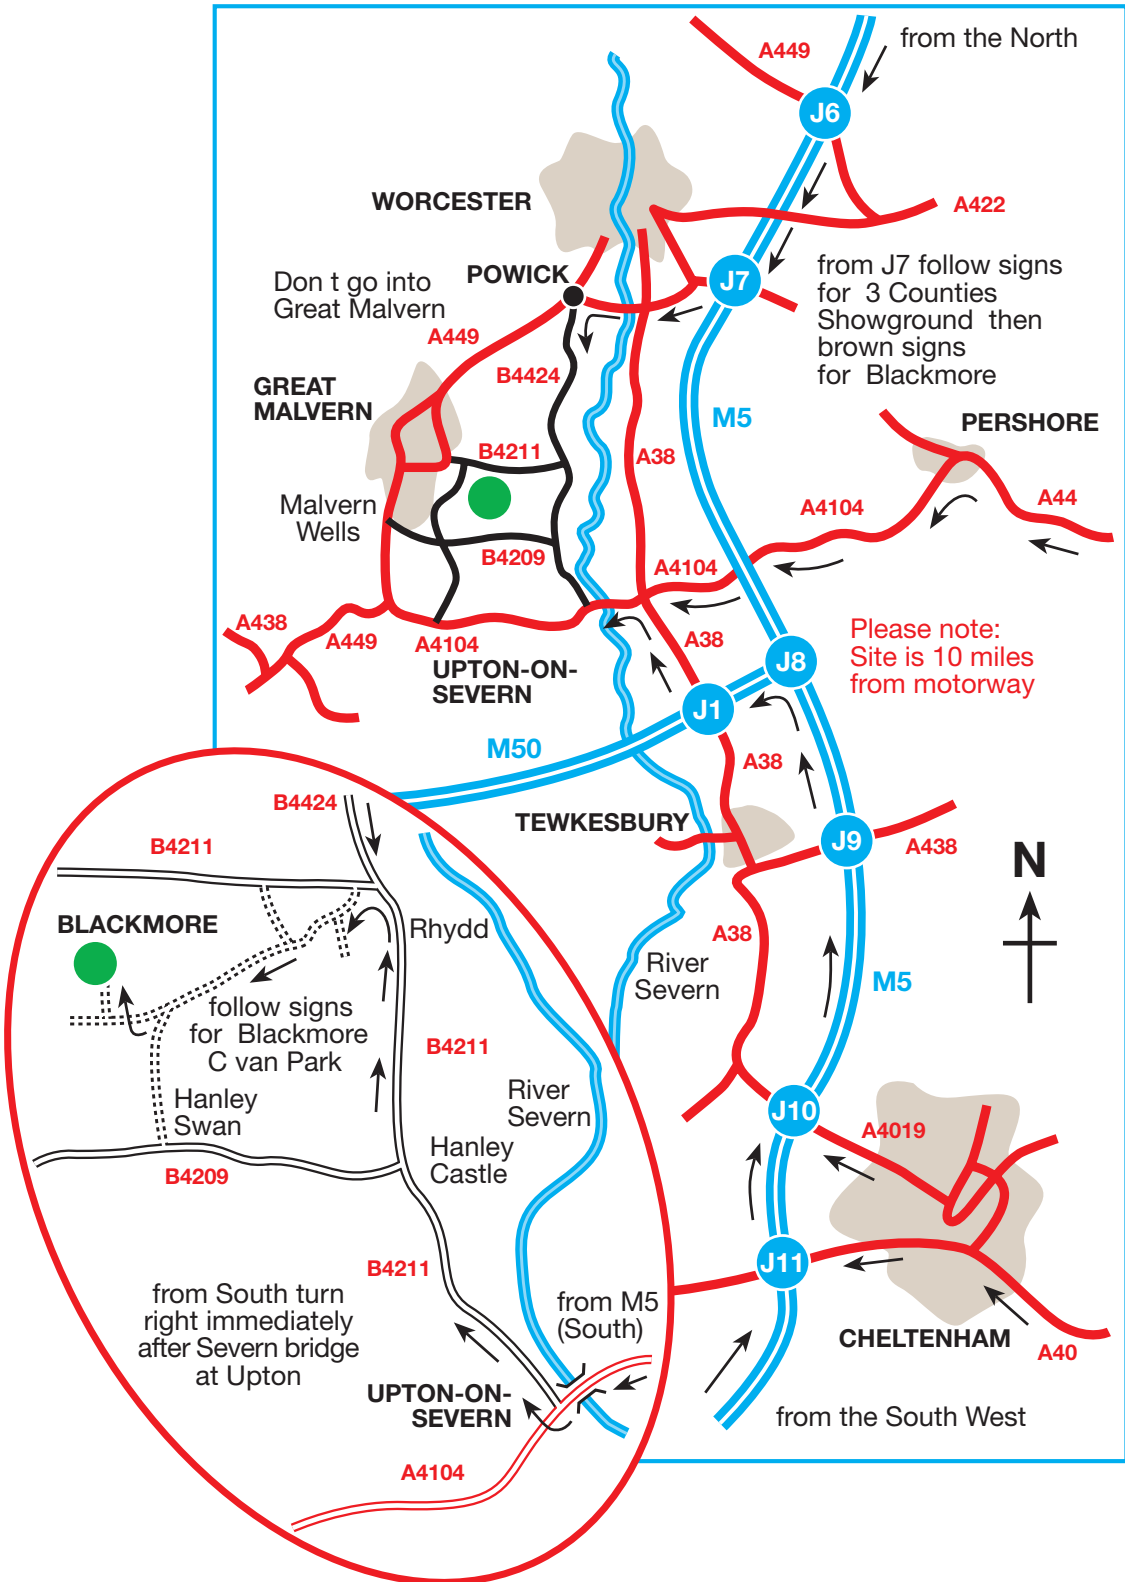 A449
from the North
J6
WORCESTER
A422
POWICK
J7
from J7 follow signs
for 3 Counties
Showground then
brown signs
for Blackmore
Don t go into
Great Malvern
A449
B4424
GREAT
MALVERN
M5
PERSHORE
B4211
A38
A44
A4104
Malvern
Wells
B4209
A4104
A438
A449
A4104
A38
Please note:
Site is 10 miles
from motorway
UPTON-ON-
SEVERN
J8
J1
M50
A38
TEWKESBURY
J9
A438
N
A38
River
Severn
M5
J10
A4019
J11
CHELTENHAM
A40
from the South West
B4424
B4211
BLACKMORE
Rhydd
follow signs
for Blackmore
C van Park
B4211
Hanley
Swan
River
Severn
Hanley
Castle
B4209
B4211
from South turn
right immediately
after Severn bridge
at Upton
from M5
(South)
UPTON-ON-
SEVERN
A4104